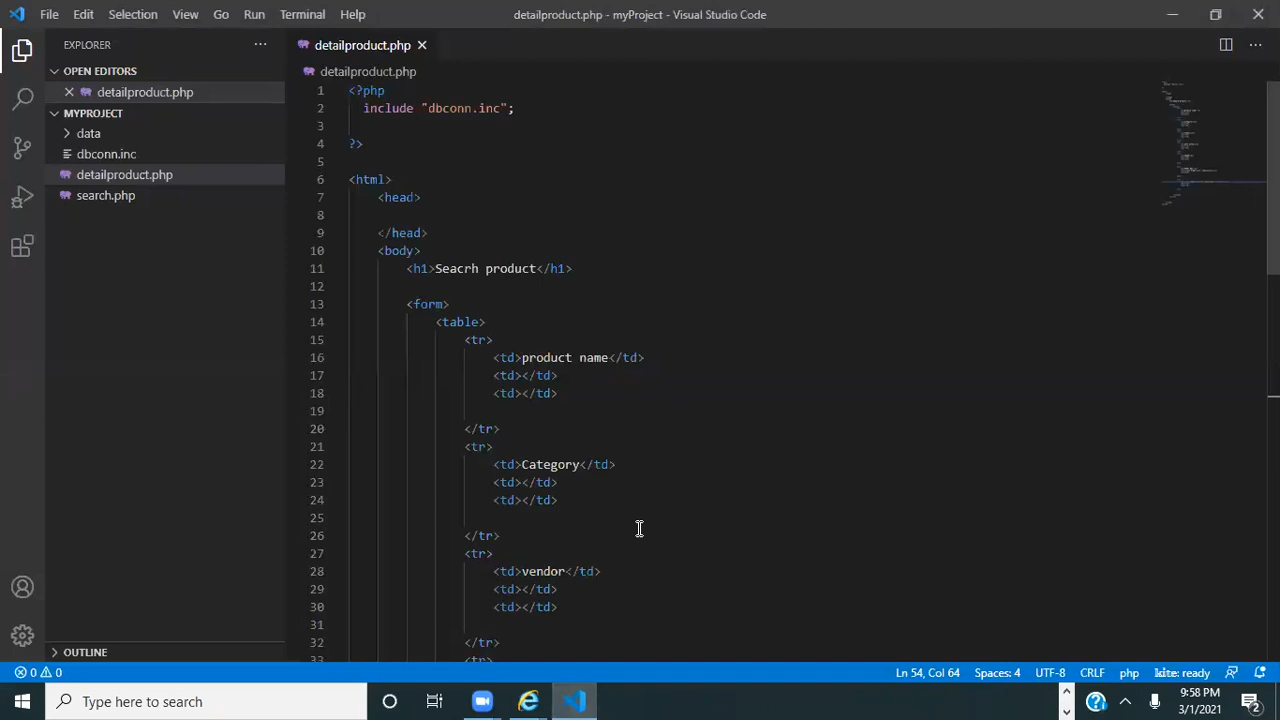 File Edit Selection View Go Run Terminal Help detailproduct.php - myProject - Visual Studio Code
EXPLORER
OPEN EDITORS
detailproduct.php
MYPROJECT
data
dbconn.inc
detailproduct.php
search.php
OUTLINE
detailproduct.php
detailproduct.php
1 <?php
2 include "dbconn.inc";
3
4 ?>
5
6 <html>
7 <head>
8
9 </head>
10 <body>
11 <h1>Seacrh product</h1>
12
13 <form>
14 <table>
15 <tr>
16 <td>product name</td>
17 <td></td>
18 <td></td>
19
20 </tr>
21 <tr>
22 <td>Category</td>
23 <td></td>
24 <td></td>
25
26 </tr>
27 <tr>
28 <td>vendor</td>
29 <td></td>
30 <td></td>
31
32 </tr>
33 <tr>
0 0 Ln 54, Col 64 Spaces: 4 UTF-8 CRLF php kite: ready
Type here to search
9:58 PM
3/1/2021
2